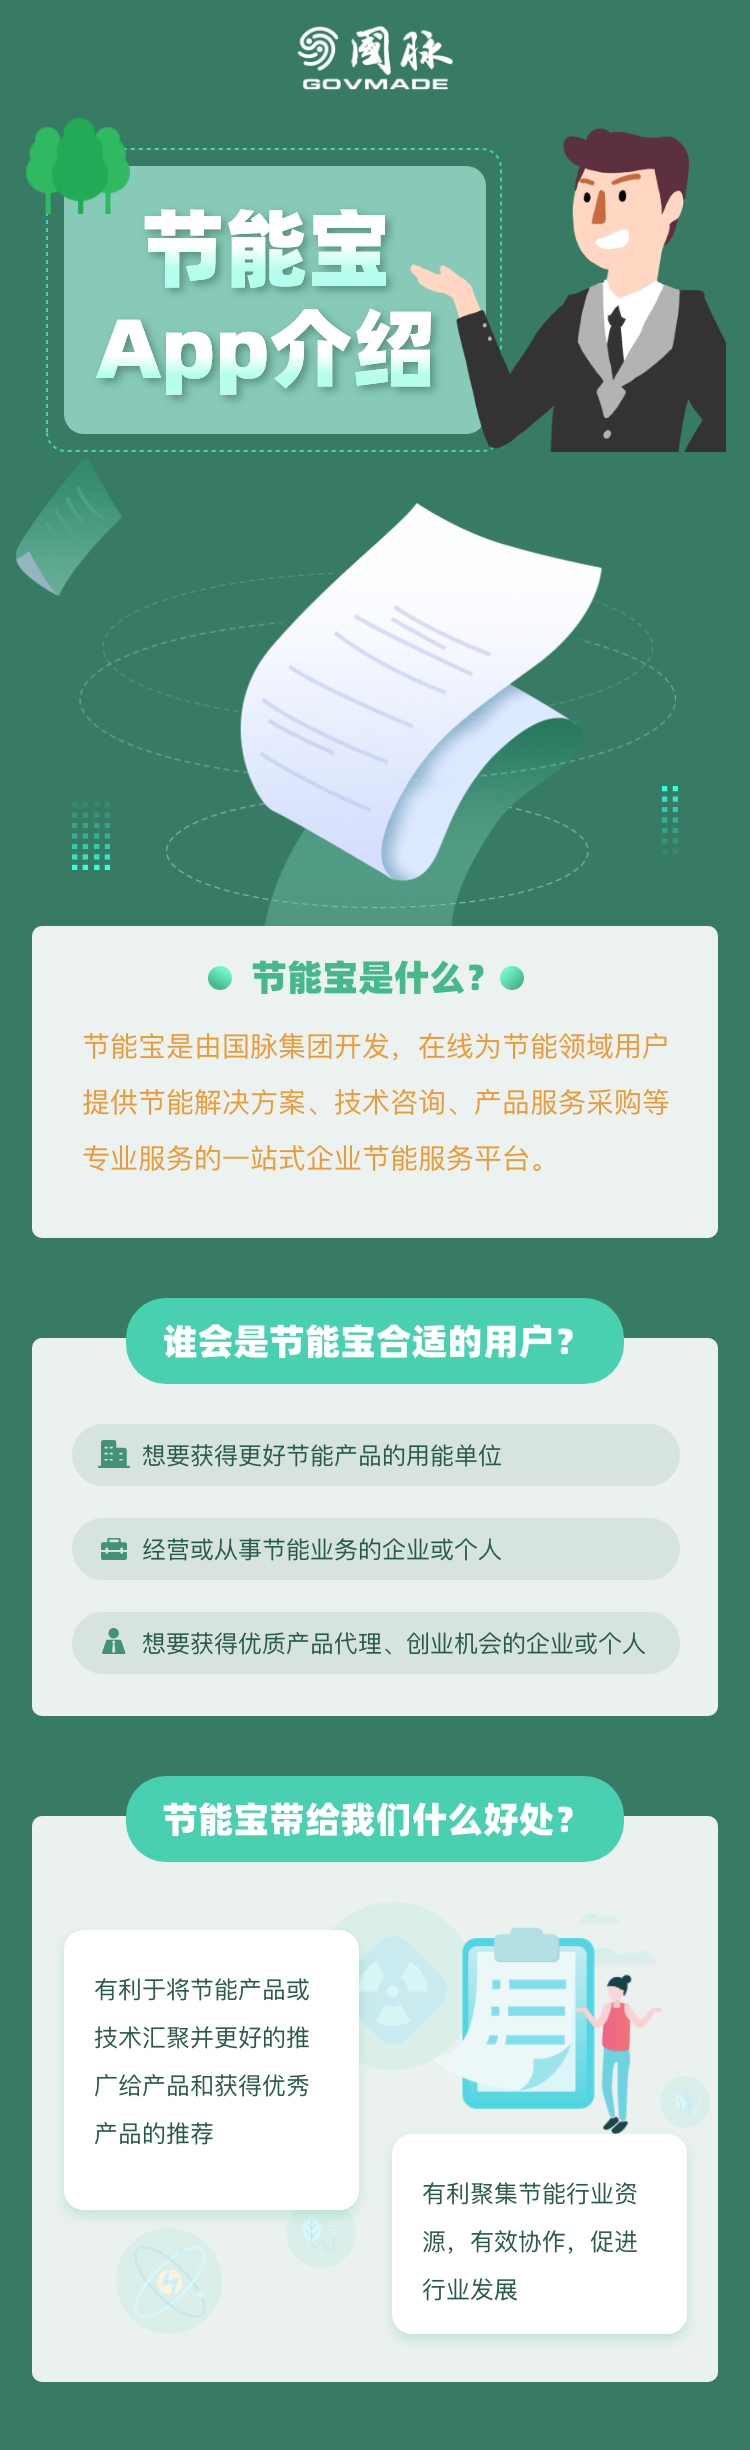 國脉
GOVMADE
节能宝
App介绍
节能宝是什么？
节能宝是由国脉集团开发，在线为节能领域用户
提供节能解决方案、技术咨询、产品服务采购等
专业服务的一站式企业节能服务平台。
谁会是节能宝合适的用户？
想要获得更好节能产品的用能单位
经营或从事节能业务的企业或个人
想要获得优质产品代理、创业机会的企业或个人
节能宝带给我们什么好处？
有利于将节能产品或
技术汇聚并更好的推
广给产品和获得优秀
产品的推荐
有利聚集节能行业资
源，有效协作，促进
行业发展